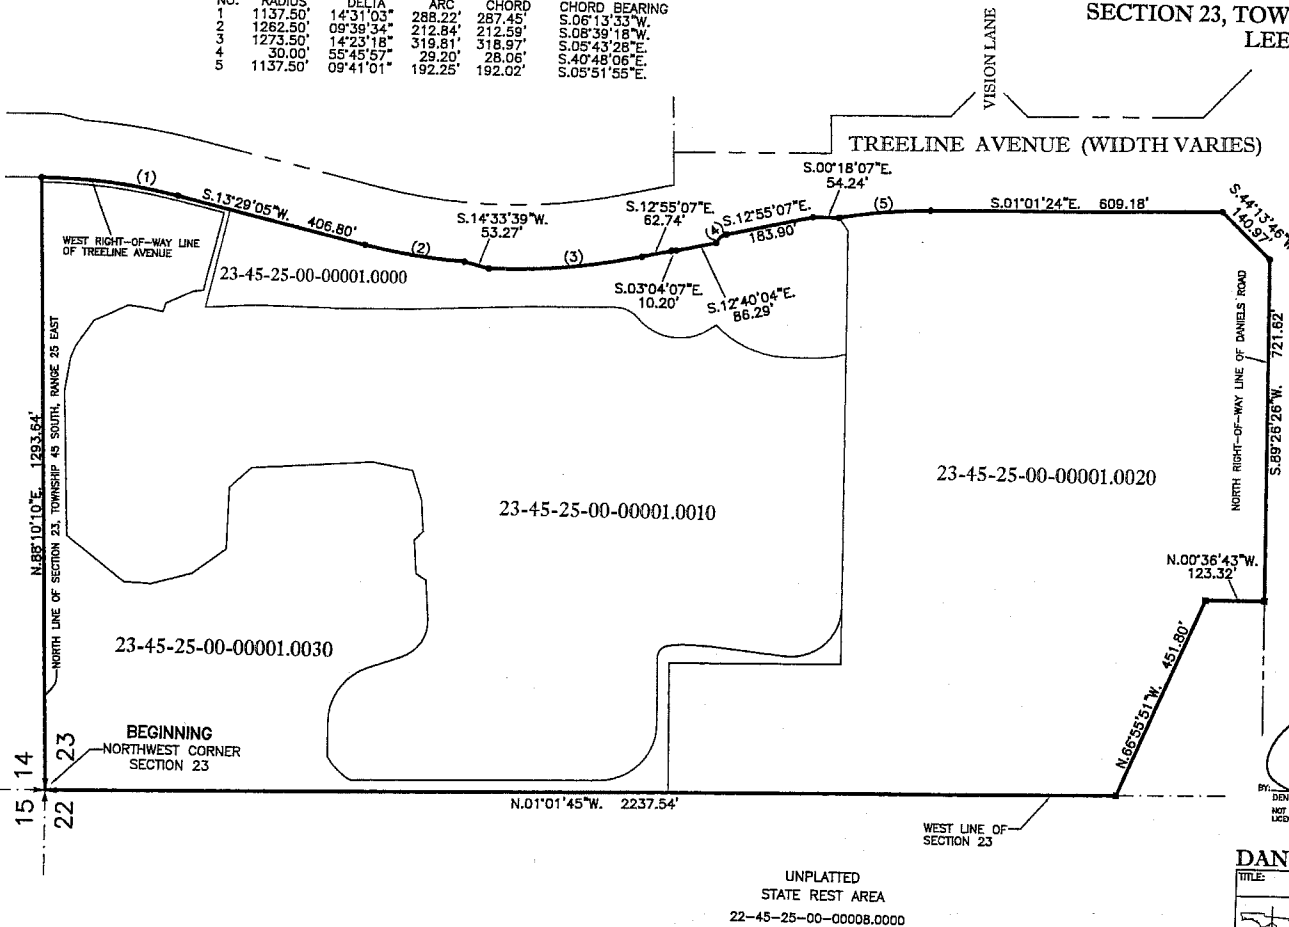 NO. RADIUS DELTA ARC CHORD CHORD BEARING
1 1137.50' 14°31'03" 288.22' 287.45' S.06°13'33"W.
2 1262.50' 09°39'34" 212.84' 212.59' S.08°39'18"W.
3 1273.50' 14°23'18" 319.81' 318.97' S.05°43'28"E.
4 30.00' 55°45'57" 29.20' 28.06' S.40°48'06"E.
5 1137.50' 09°41'01" 192.25' 192.02' S.05°51'55"E.
SECTION 23, TOW
LEE
VISION LANE
TREELINE AVENUE (WIDTH VARIES)
(1)
S.13°29'05"W. 406.80'
(2)
S.14°33'39"W.
53.27'
(3)
S.12°55'07"E.
62.74'
S.03°04'07"E.
10.20'
S.12°40'04"E.
86.29'
(4)
S.12°55'07"E.
183.90'
S.00°18'07"E.
54.24'
(5)
S.01°01'24"E. 609.18'
S.44°13'46"W.
140.97'
WEST RIGHT-OF-WAY LINE
OF TREELINE AVENUE
23-45-25-00-00001.0000
NORTH RIGHT-OF-WAY LINE OF DANIELS ROAD
S.89°26'26"W. 721.62'
N.88°10'10"E. 1293.64'
NORTH LINE OF SECTION 23, TOWNSHIP 45 SOUTH, RANGE 25 EAST
23-45-25-00-00001.0010
23-45-25-00-00001.0020
N.00°36'43"W.
123.32'
N.66°55'51"W. 451.80'
23-45-25-00-00001.0030
BEGINNING
NORTHWEST CORNER
SECTION 23
14
23
15
22
N.01°01'45"W. 2237.54'
WEST LINE OF
SECTION 23
UNPLATTED
STATE REST AREA
22-45-25-00-00008.0000
BY:
DEN
NOT
LICE
DAN
TITLE: